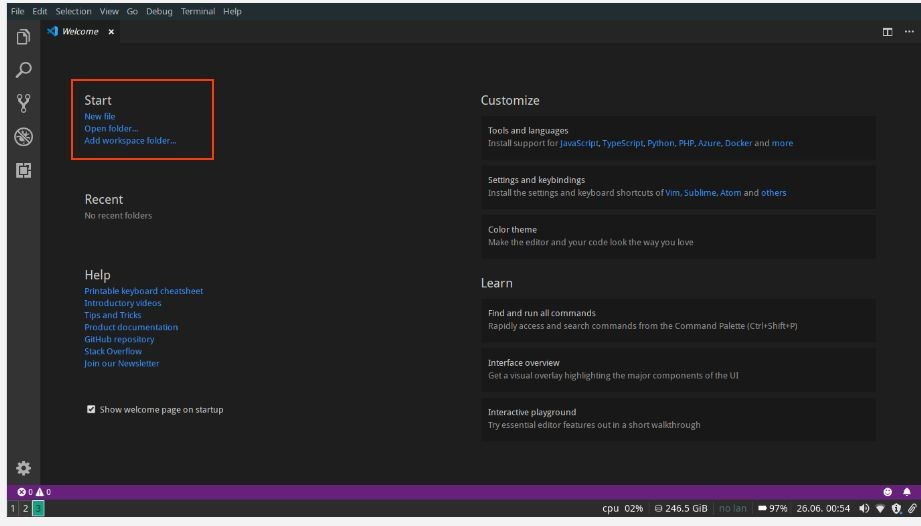 File Edit Selection View Go Debug Terminal Help
Welcome ×
Start
New file
Open folder...
Add workspace folder...
Recent
No recent folders
Help
Printable keyboard cheatsheet
Introductory videos
Tips and Tricks
Product documentation
GitHub repository
Stack Overflow
Join our Newsletter
Show welcome page on startup
Customize
Tools and languages
Install support for JavaScript, TypeScript, Python, PHP, Azure, Docker and more
Settings and keybindings
Install the settings and keyboard shortcuts of Vim, Sublime, Atom and others
Color theme
Make the editor and your code look the way you love
Learn
Find and run all commands
Rapidly access and search commands from the Command Palette (Ctrl+Shift+P)
Interface overview
Get a visual overlay highlighting the major components of the UI
Interactive playground
Try essential editor features out in a short walkthrough
0 0
1 2 3 cpu 02% 246.5 GiB no lan 97% 26.06. 00:54